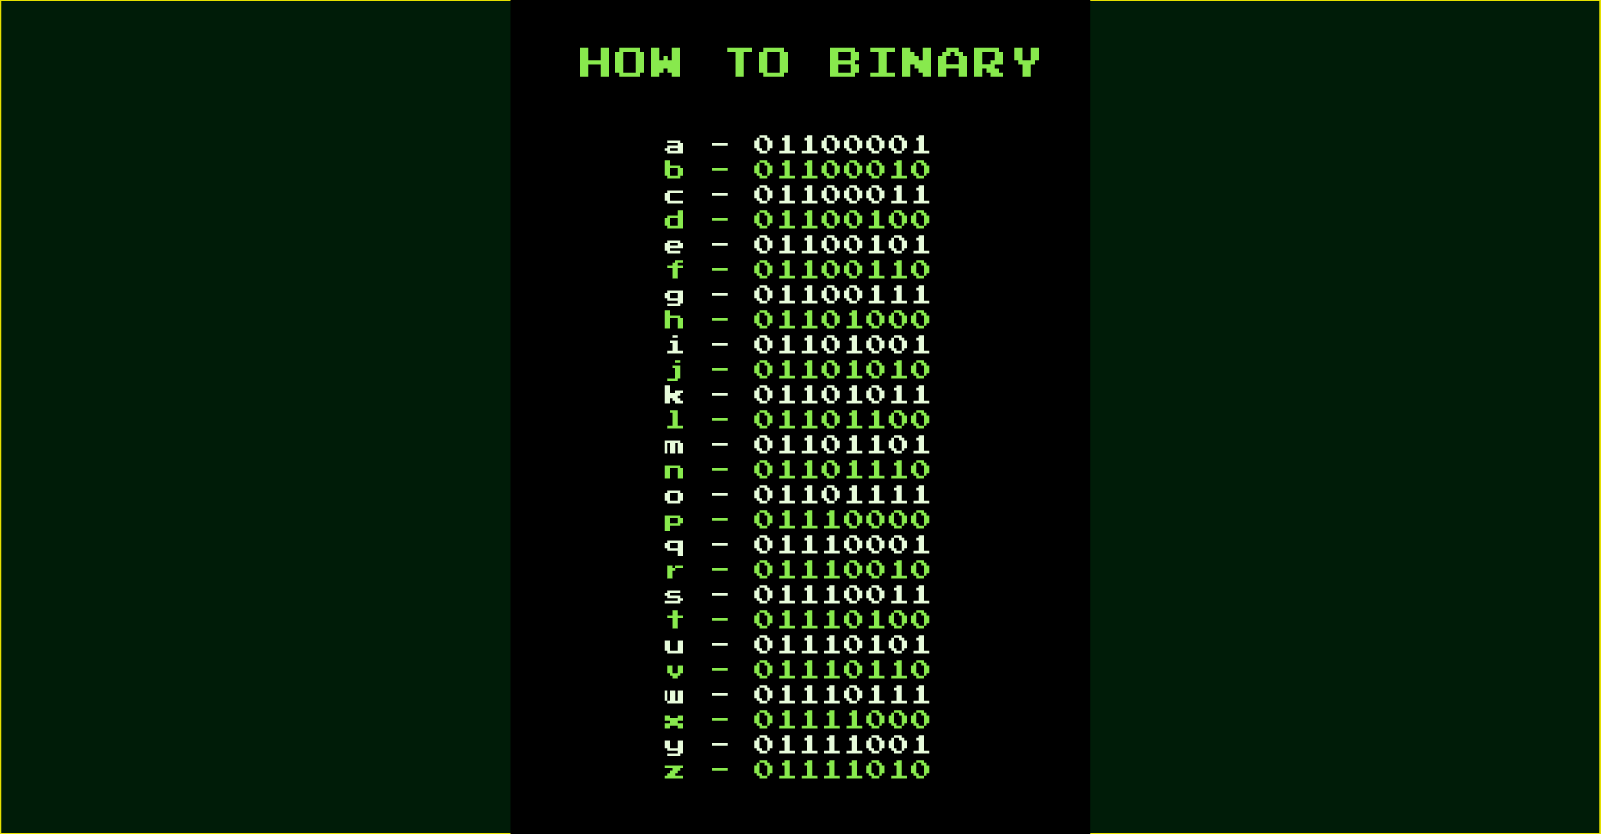 HOW TO BINARY
a - 01100001
b - 01100010
c - 01100011
d - 01100100
e - 01100101
f - 01100110
g - 01100111
h - 01101000
i - 01101001
j - 01101010
k - 01101011
l - 01101100
m - 01101101
n - 01101110
o - 01101111
p - 01110000
q - 01110001
r - 01110010
s - 01110011
t - 01110100
u - 01110101
v - 01110110
w - 01110111
x - 01111000
y - 01111001
z - 01111010